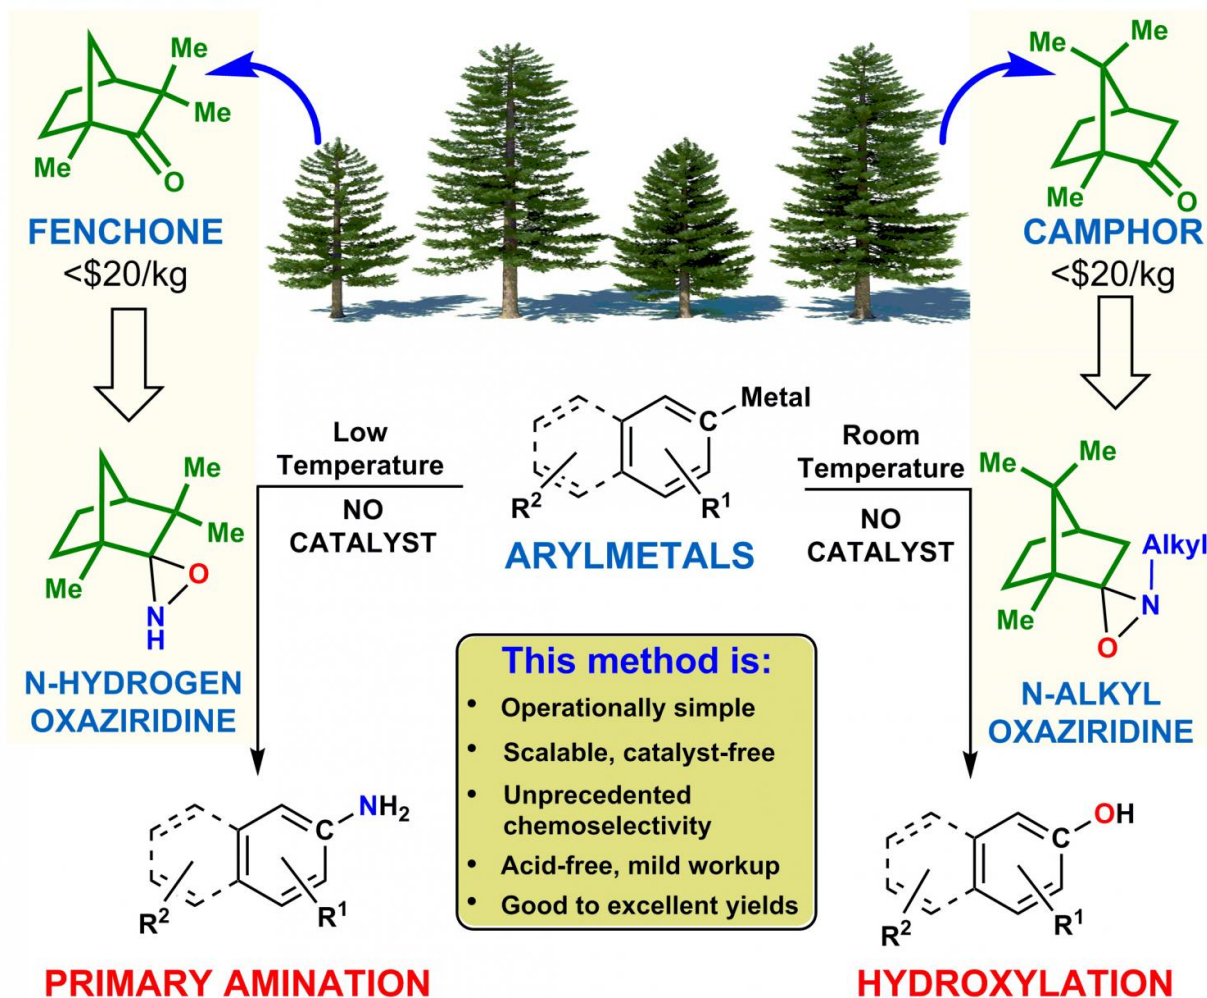 Me
Me
Me
O
FENCHONE
<$20/kg
Me
Me
Me
O
CAMPHOR
<$20/kg
Low
Temperature
NO
CATALYST
Metal
C
R²
R¹
ARYLMETALS
Room
Temperature
NO
CATALYST
Me
Me
Me
O
N
H
N-HYDROGEN
OXAZIRIDINE
Me
Me
Alkyl
N
Me
O
N-ALKYL
OXAZIRIDINE
This method is:
• Operationally simple
• Scalable, catalyst-free
• Unprecedented
chemoselectivity
• Acid-free, mild workup
• Good to excellent yields
NH₂
C
R²
R¹
PRIMARY AMINATION
OH
C
R²
R¹
HYDROXYLATION